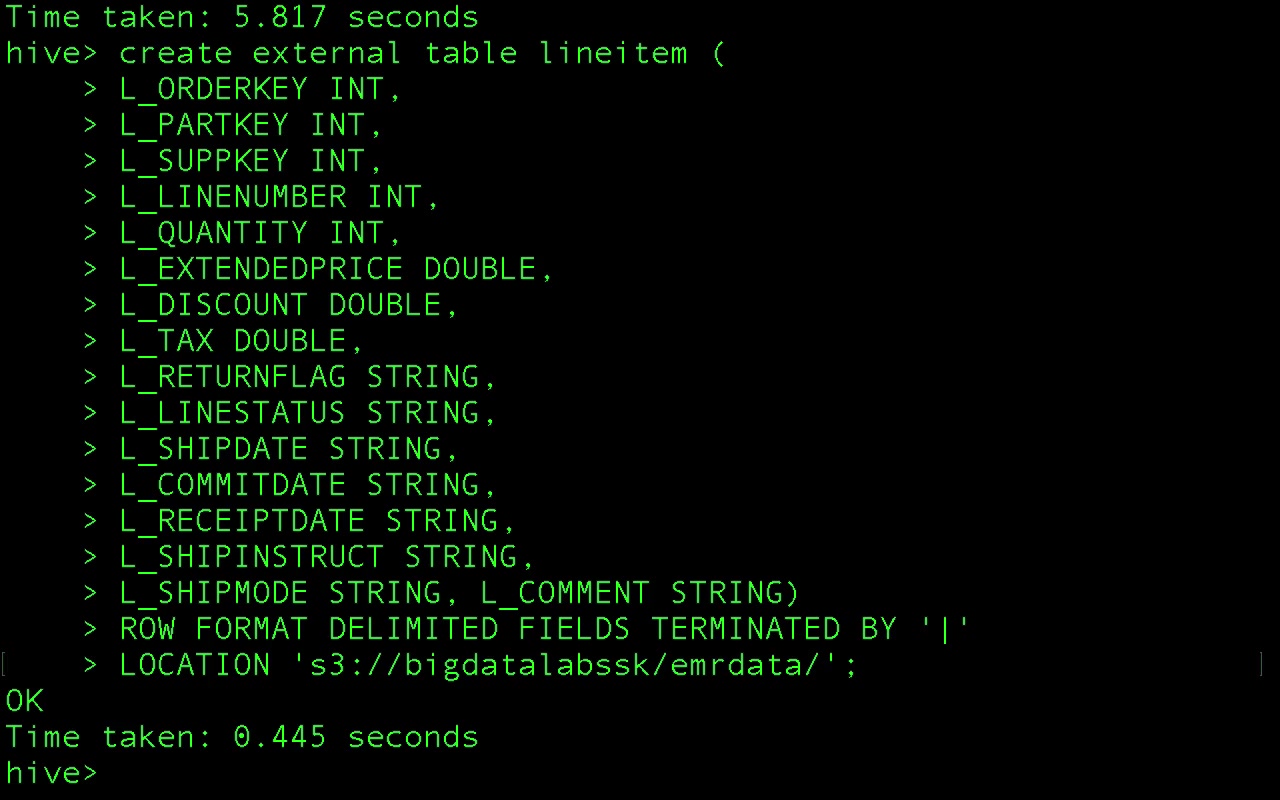 Time taken: 5.817 seconds
hive> create external table lineitem (
    > L_ORDERKEY INT,
    > L_PARTKEY INT,
    > L_SUPPKEY INT,
    > L_LINENUMBER INT,
    > L_QUANTITY INT,
    > L_EXTENDEDPRICE DOUBLE,
    > L_DISCOUNT DOUBLE,
    > L_TAX DOUBLE,
    > L_RETURNFLAG STRING,
    > L_LINESTATUS STRING,
    > L_SHIPDATE STRING,
    > L_COMMITDATE STRING,
    > L_RECEIPTDATE STRING,
    > L_SHIPINSTRUCT STRING,
    > L_SHIPMODE STRING, L_COMMENT STRING)
    > ROW FORMAT DELIMITED FIELDS TERMINATED BY '|'
[    > LOCATION 's3://bigdatalabssk/emrdata/'; ]
OK
Time taken: 0.445 seconds
hive>